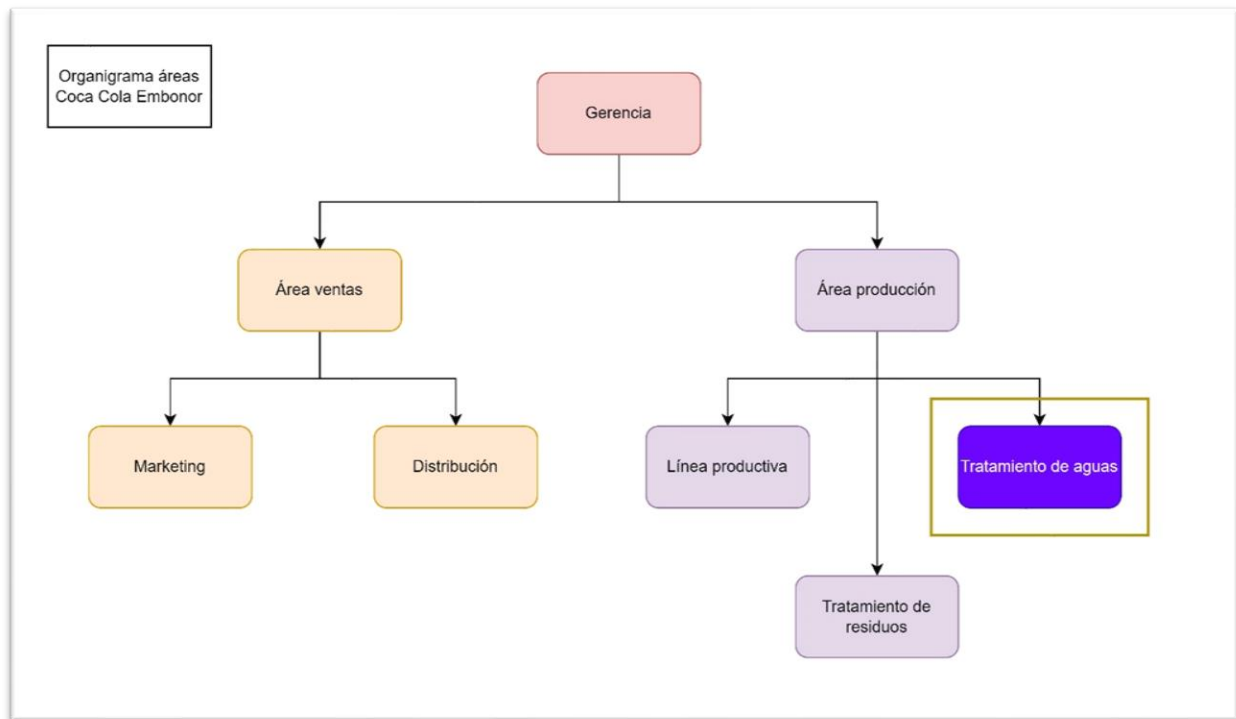 Organigrama áreas
Coca Cola Embonor
Gerencia
Área ventas
Área producción
Marketing
Distribución
Línea productiva
Tratamiento de aguas
Tratamiento de
residuos